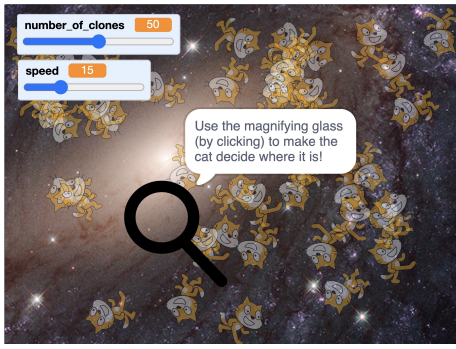 number_of_clones 50
speed 15
Use the magnifying glass
(by clicking) to make the
cat decide where it is!